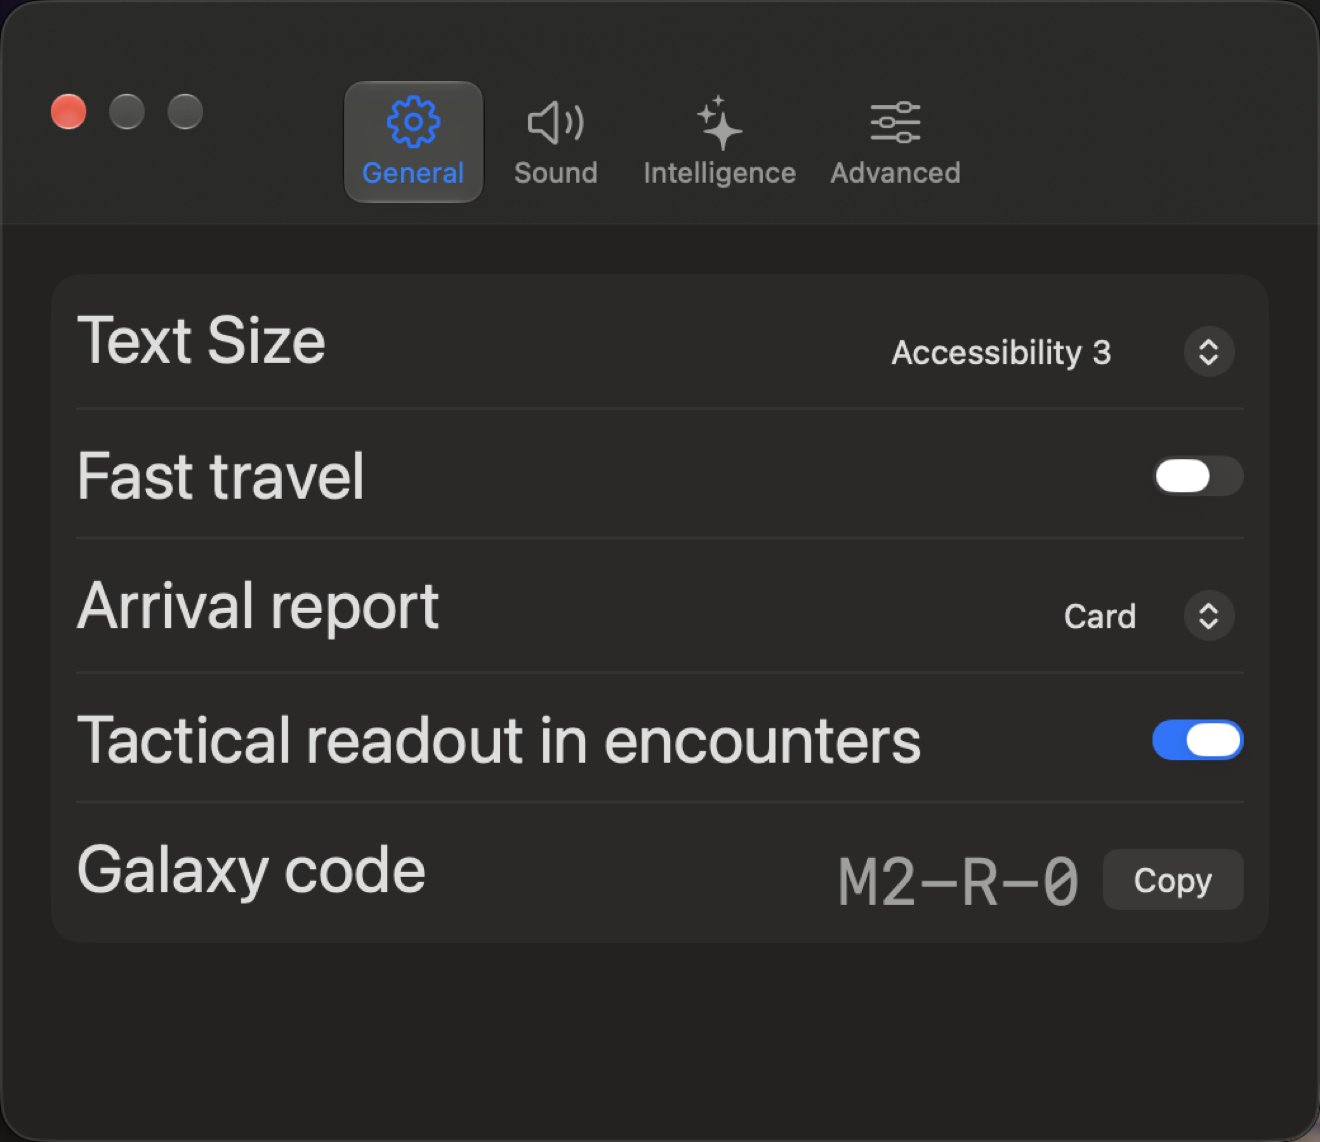 General Sound Intelligence Advanced
Text Size Accessibility 3
Fast travel
Arrival report Card
Tactical readout in encounters
Galaxy code M2–R–0 Copy